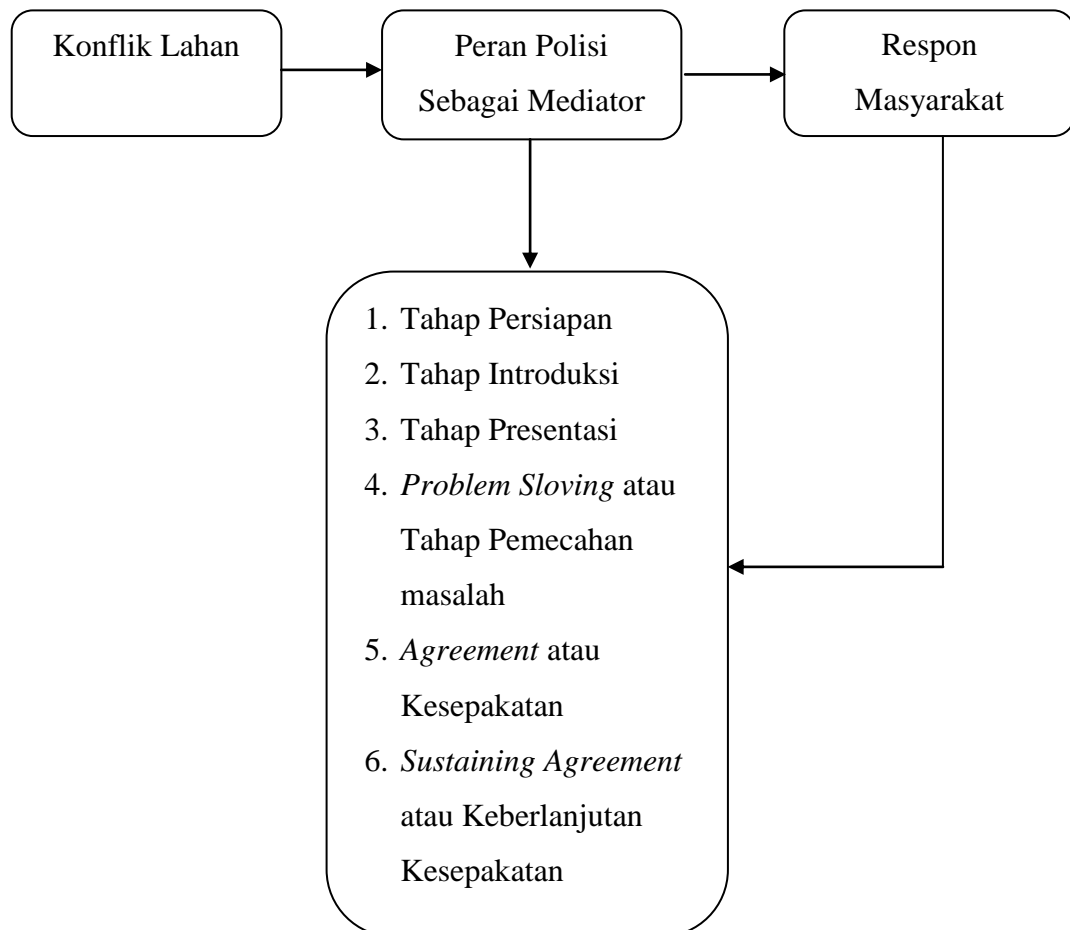 Konflik Lahan
Peran Polisi
Sebagai Mediator
Respon
Masyarakat
1. Tahap Persiapan
2. Tahap Introduksi
3. Tahap Presentasi
4. Problem Sloving atau
Tahap Pemecahan
masalah
5. Agreement atau
Kesepakatan
6. Sustaining Agreement
atau Keberlanjutan
Kesepakatan